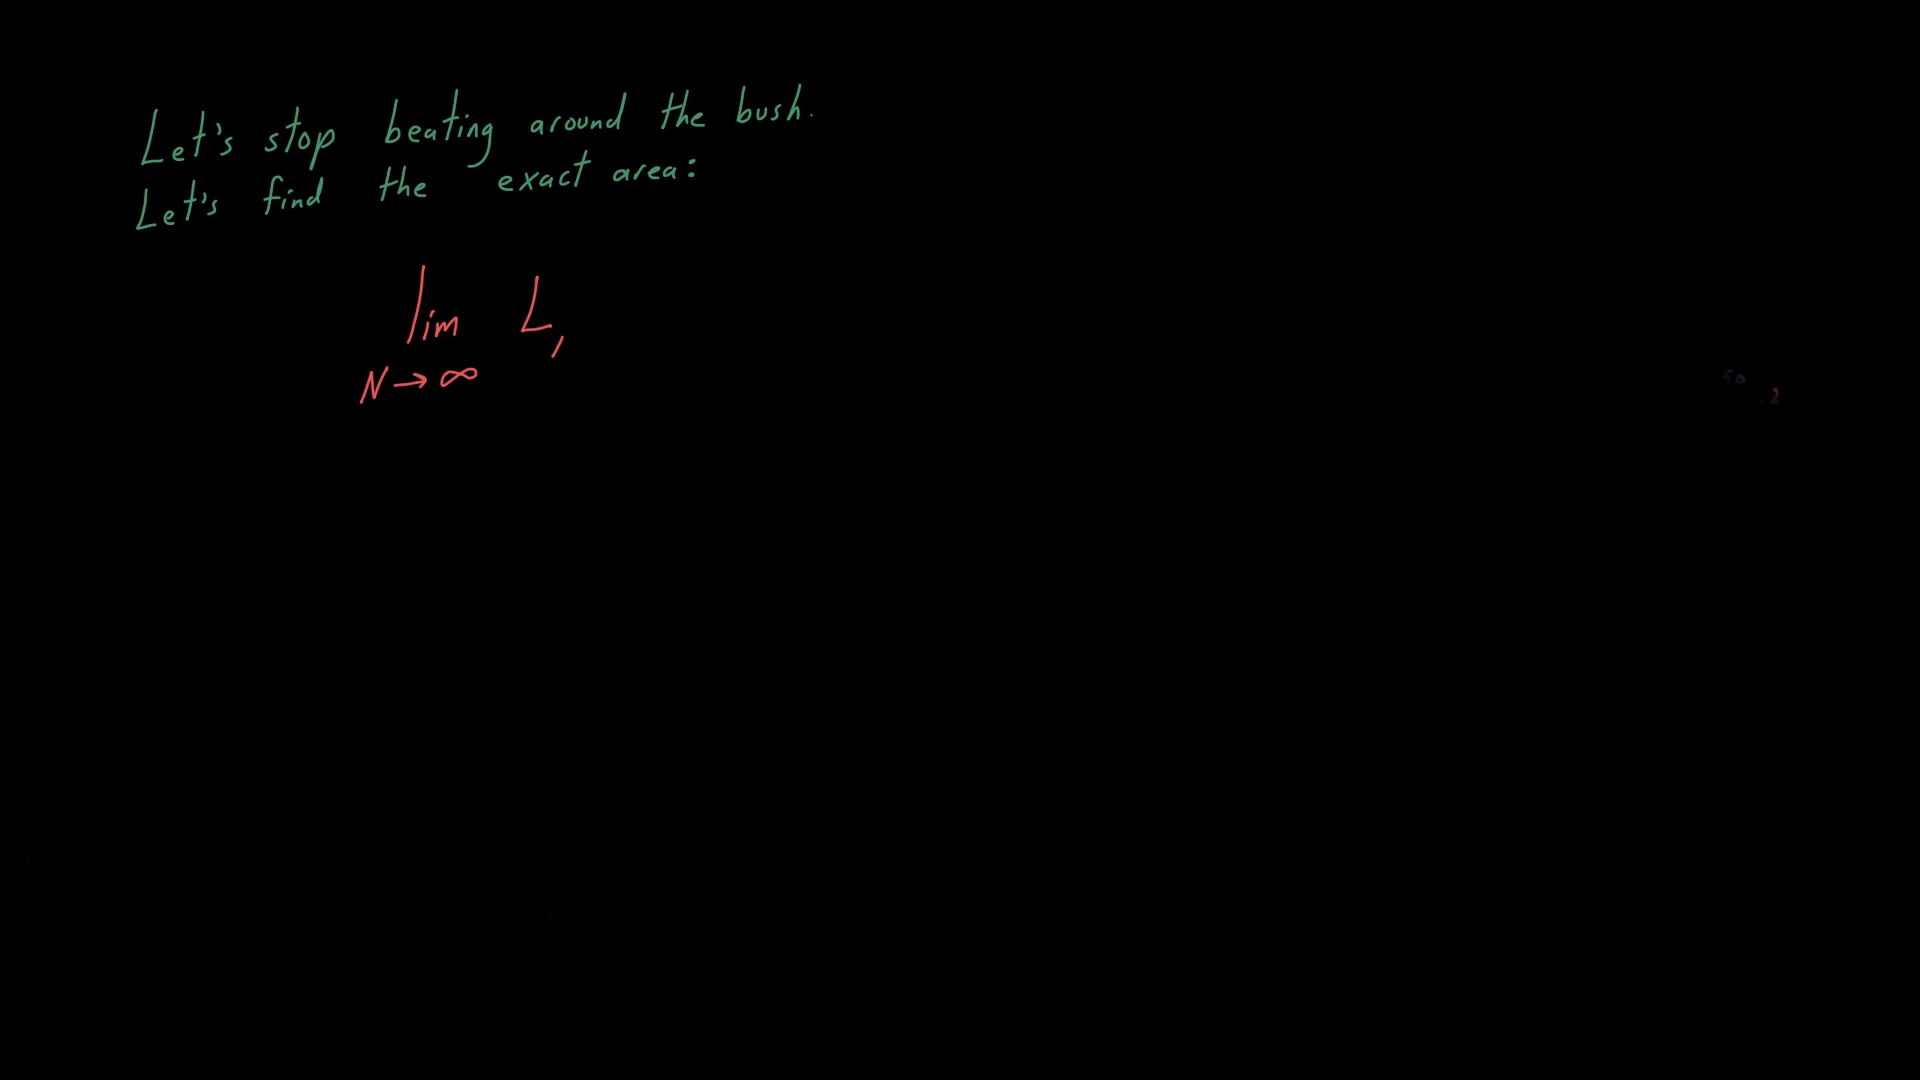 Let's stop beating around the bush.
Let's find the exact area:
lim L
N → ∞